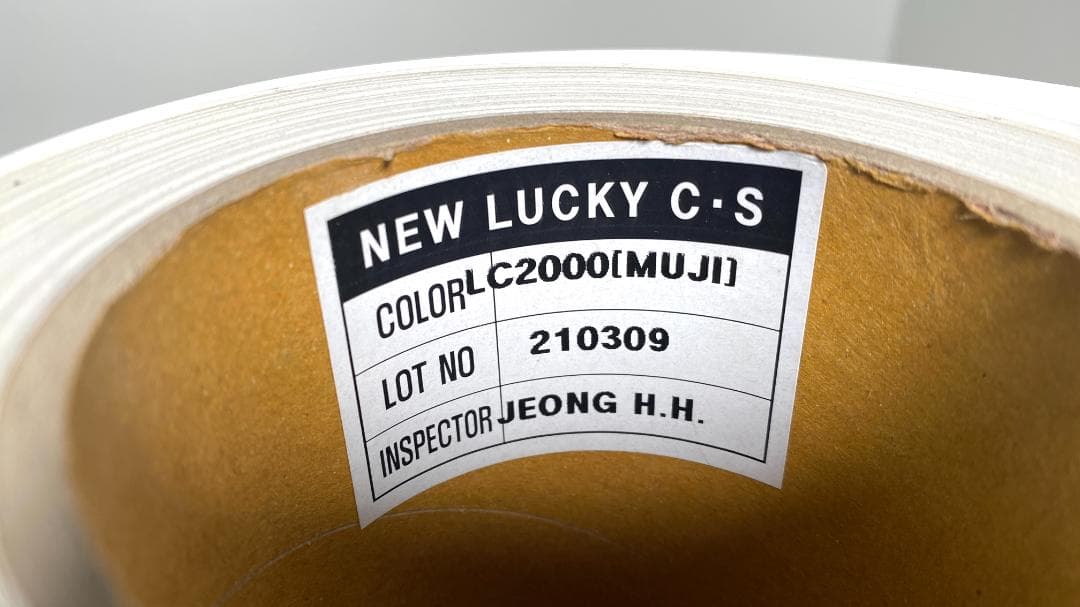 NEW LUCKY C·S
COLOR LC2000[MUJI]
LOT NO 210309
INSPECTOR JEONG H.H.